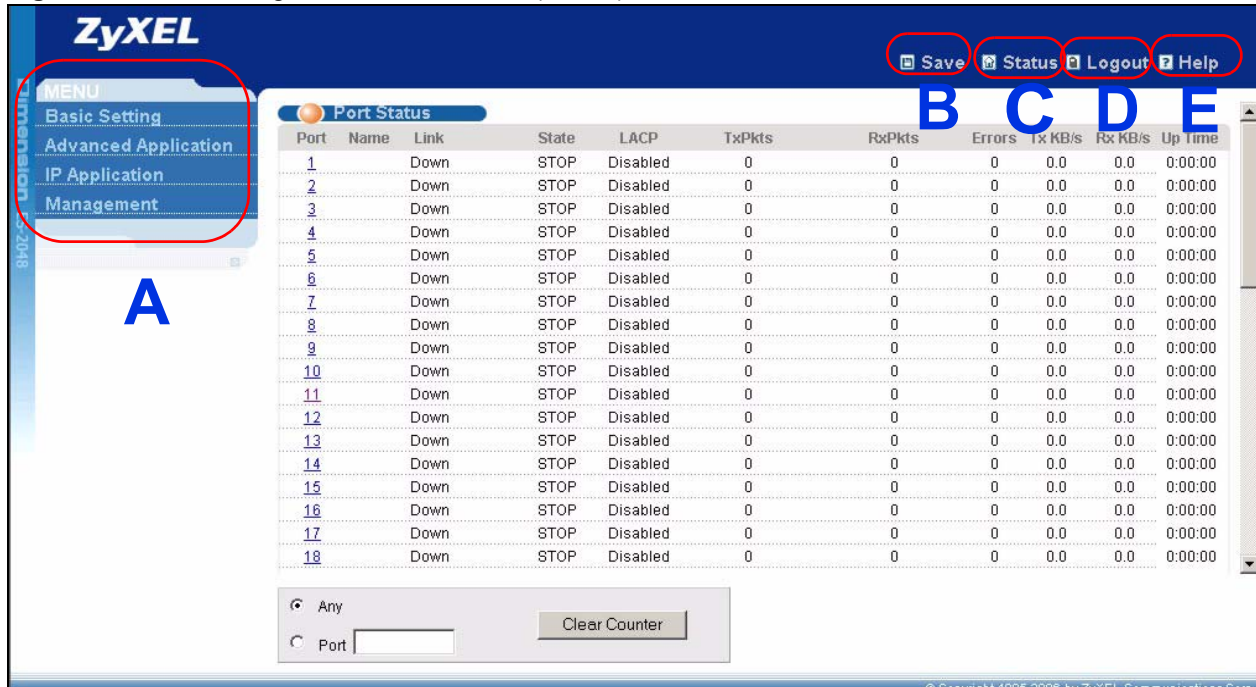 ZyXEL
Save Status Logout Help
B C D E
MENU
Basic Setting
Advanced Application
IP Application
Management
Dimension ES-2048
A
Port Status
Port Name Link State LACP TxPkts RxPkts Errors Tx KB/s Rx KB/s Up Time
1 Down STOP Disabled 0 0 0 0.0 0.0 0:00:00
2 Down STOP Disabled 0 0 0 0.0 0.0 0:00:00
3 Down STOP Disabled 0 0 0 0.0 0.0 0:00:00
4 Down STOP Disabled 0 0 0 0.0 0.0 0:00:00
5 Down STOP Disabled 0 0 0 0.0 0.0 0:00:00
6 Down STOP Disabled 0 0 0 0.0 0.0 0:00:00
7 Down STOP Disabled 0 0 0 0.0 0.0 0:00:00
8 Down STOP Disabled 0 0 0 0.0 0.0 0:00:00
9 Down STOP Disabled 0 0 0 0.0 0.0 0:00:00
10 Down STOP Disabled 0 0 0 0.0 0.0 0:00:00
11 Down STOP Disabled 0 0 0 0.0 0.0 0:00:00
12 Down STOP Disabled 0 0 0 0.0 0.0 0:00:00
13 Down STOP Disabled 0 0 0 0.0 0.0 0:00:00
14 Down STOP Disabled 0 0 0 0.0 0.0 0:00:00
15 Down STOP Disabled 0 0 0 0.0 0.0 0:00:00
16 Down STOP Disabled 0 0 0 0.0 0.0 0:00:00
17 Down STOP Disabled 0 0 0 0.0 0.0 0:00:00
18 Down STOP Disabled 0 0 0 0.0 0.0 0:00:00
Any
Port
Clear Counter